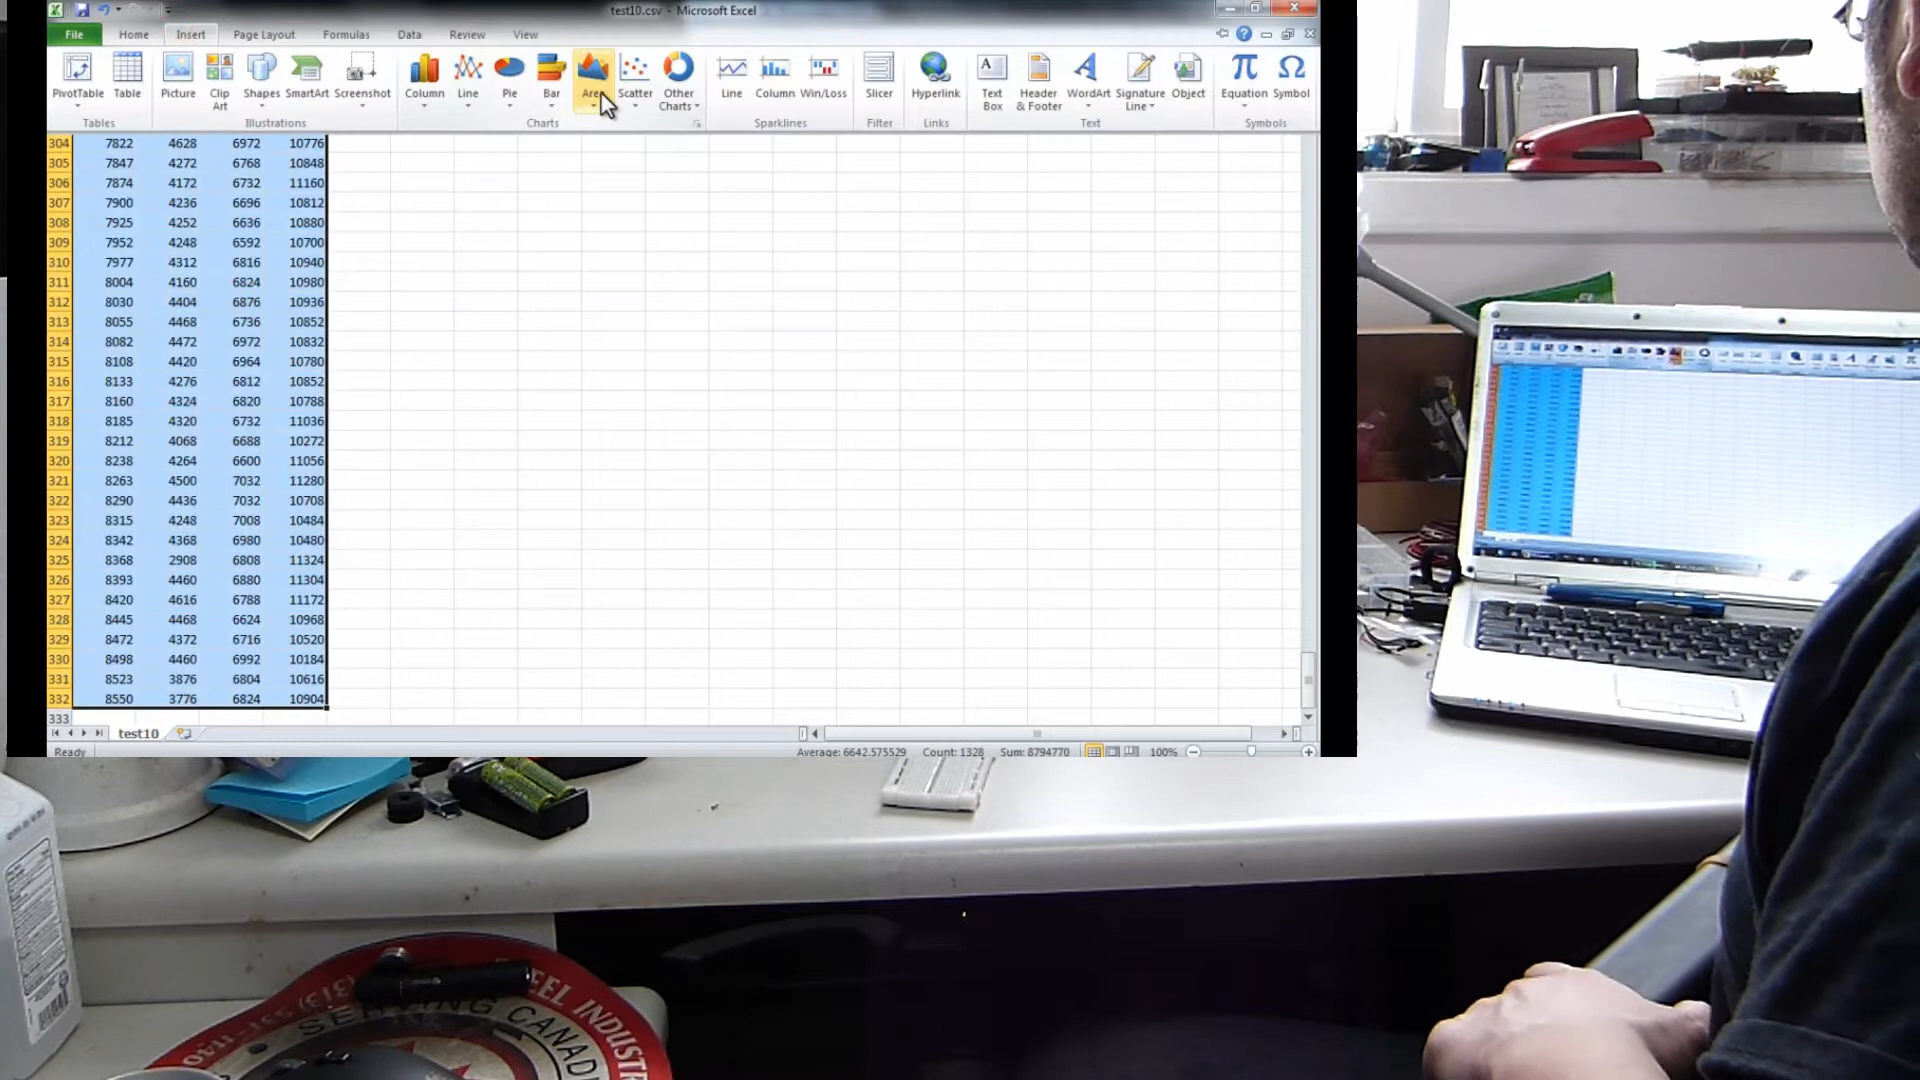 test10.csv - Microsoft Excel
File Home Insert Page Layout Formulas Data Review View
PivotTable Table Picture Clip Art Shapes SmartArt Screenshot Column Line Pie Bar Area Scatter Other Charts Line Column Win/Loss Slicer Hyperlink Text Box Header & Footer WordArt Signature Line Object Equation Symbol
Tables Illustrations Charts Sparklines Filter Links Text Symbols
304 7822 4628 6972 10776
305 7847 4272 6768 10848
306 7874 4172 6732 11160
307 7900 4236 6696 10812
308 7925 4252 6636 10880
309 7952 4248 6592 10700
310 7977 4312 6816 10940
311 8004 4160 6824 10980
312 8030 4404 6876 10936
313 8055 4468 6736 10852
314 8082 4472 6972 10832
315 8108 4420 6964 10780
316 8133 4276 6812 10852
317 8160 4324 6820 10788
318 8185 4320 6732 11036
319 8212 4068 6688 10272
320 8238 4264 6600 11056
321 8263 4500 7032 11280
322 8290 4436 7032 10708
323 8315 4248 7008 10484
324 8342 4368 6980 10480
325 8368 2908 6808 11324
326 8393 4460 6880 11304
327 8420 4616 6788 11172
328 8445 4468 6624 10968
329 8472 4372 6716 10520
330 8498 4460 6992 10184
331 8523 3876 6804 10616
332 8550 3776 6824 10904
333
test10
Ready Average: 6642.575529 Count: 1328 Sum: 8794770 100%
INDUST
SERVING CANAD